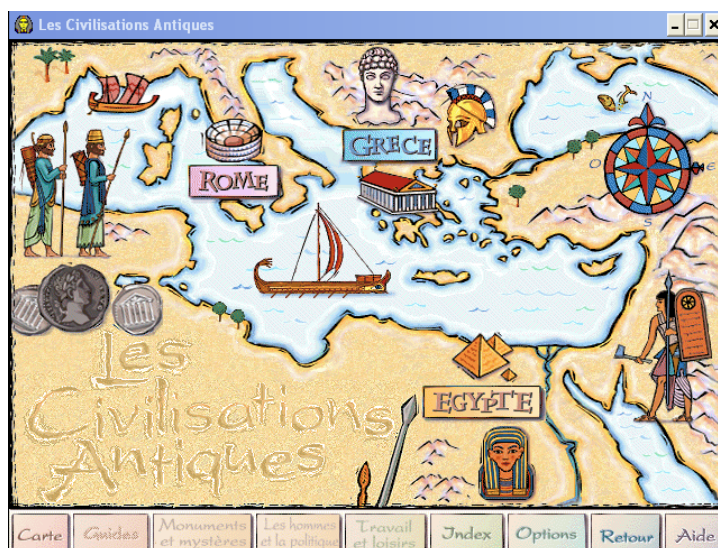 Les Civilisations Antiques
N
O
E
S
GRECE
ROME
EGYPTE
Les
Civilisations
Antiques
Carte
Guides
Monuments
et mystères
Les hommes
et la politique
Travail
et loisirs
Index
Options
Retour
Aide